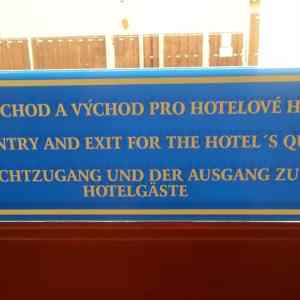 CHOD A VÝCHOD PRO HOTELOVÉ H
NTRY AND EXIT FOR THE HOTEL´S QU
CHTZUGANG UND DER AUSGANG ZU
HOTELGÄSTE